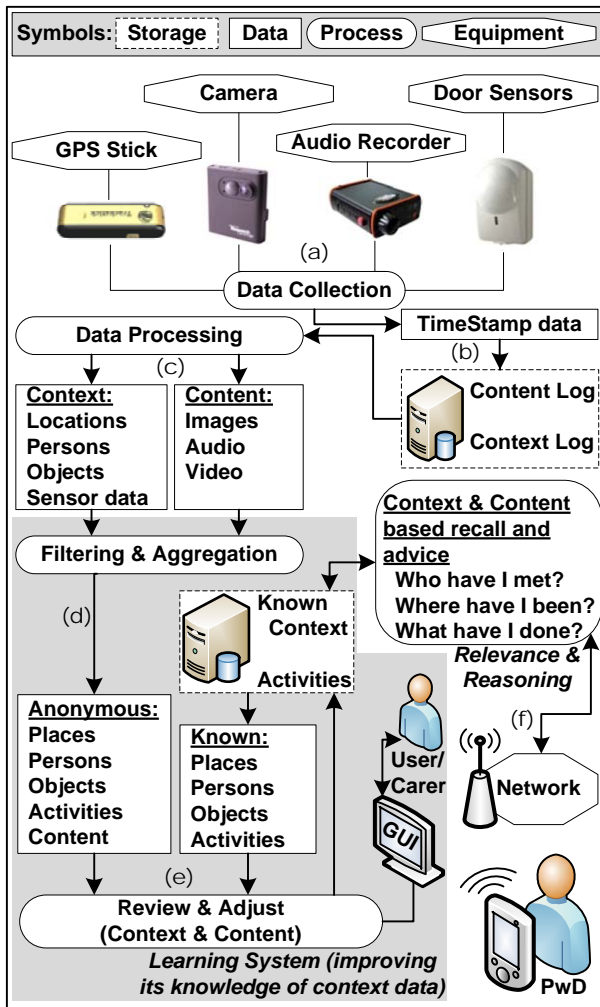 Symbols: Storage Data Process Equipment
Camera
Door Sensors
GPS Stick
Audio Recorder
Trackstick
(a)
Data Collection
Data Processing
TimeStamp data
(b)
(c)
Content Log
Context Log
Context:
Locations
Persons
Objects
Sensor data
Content:
Images
Audio
Video
Filtering & Aggregation
Context & Content
based recall and
advice
Who have I met?
Where have I been?
What have I done?
Relevance &
Reasoning
(d)
Known
Context
Activities
Anonymous:
Places
Persons
Objects
Activities
Content
Known:
Places
Persons
Objects
Activities
User/
Carer
GUI
(f)
Network
(e)
Review & Adjust
(Context & Content)
Learning System (improving
its knowledge of context data)
PwD